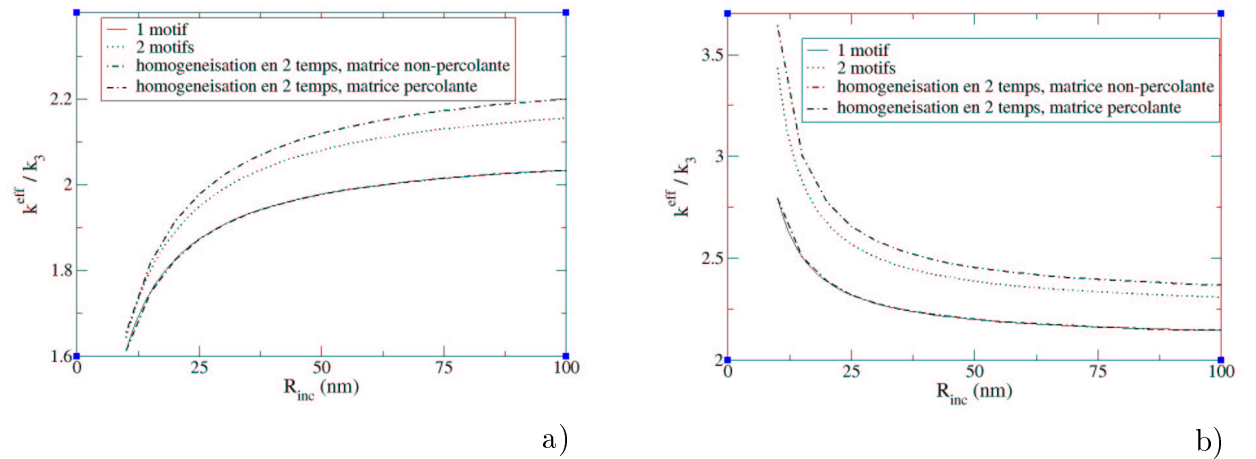 1 motif
2 motifs
homogeneisation en 2 temps, matrice non-percolante
homogeneisation en 2 temps, matrice percolante
2.2
2
1.8
1.6
k^eff / k_3
0 25 50 75 100
R_inc (nm)
a)
1 motif
2 motifs
homogeneisation en 2 temps, matrice non-percolante
homogeneisation en 2 temps, matrice percolante
3.5
3
2.5
2
k^eff / k_3
0 25 50 75 100
R_inc (nm)
b)